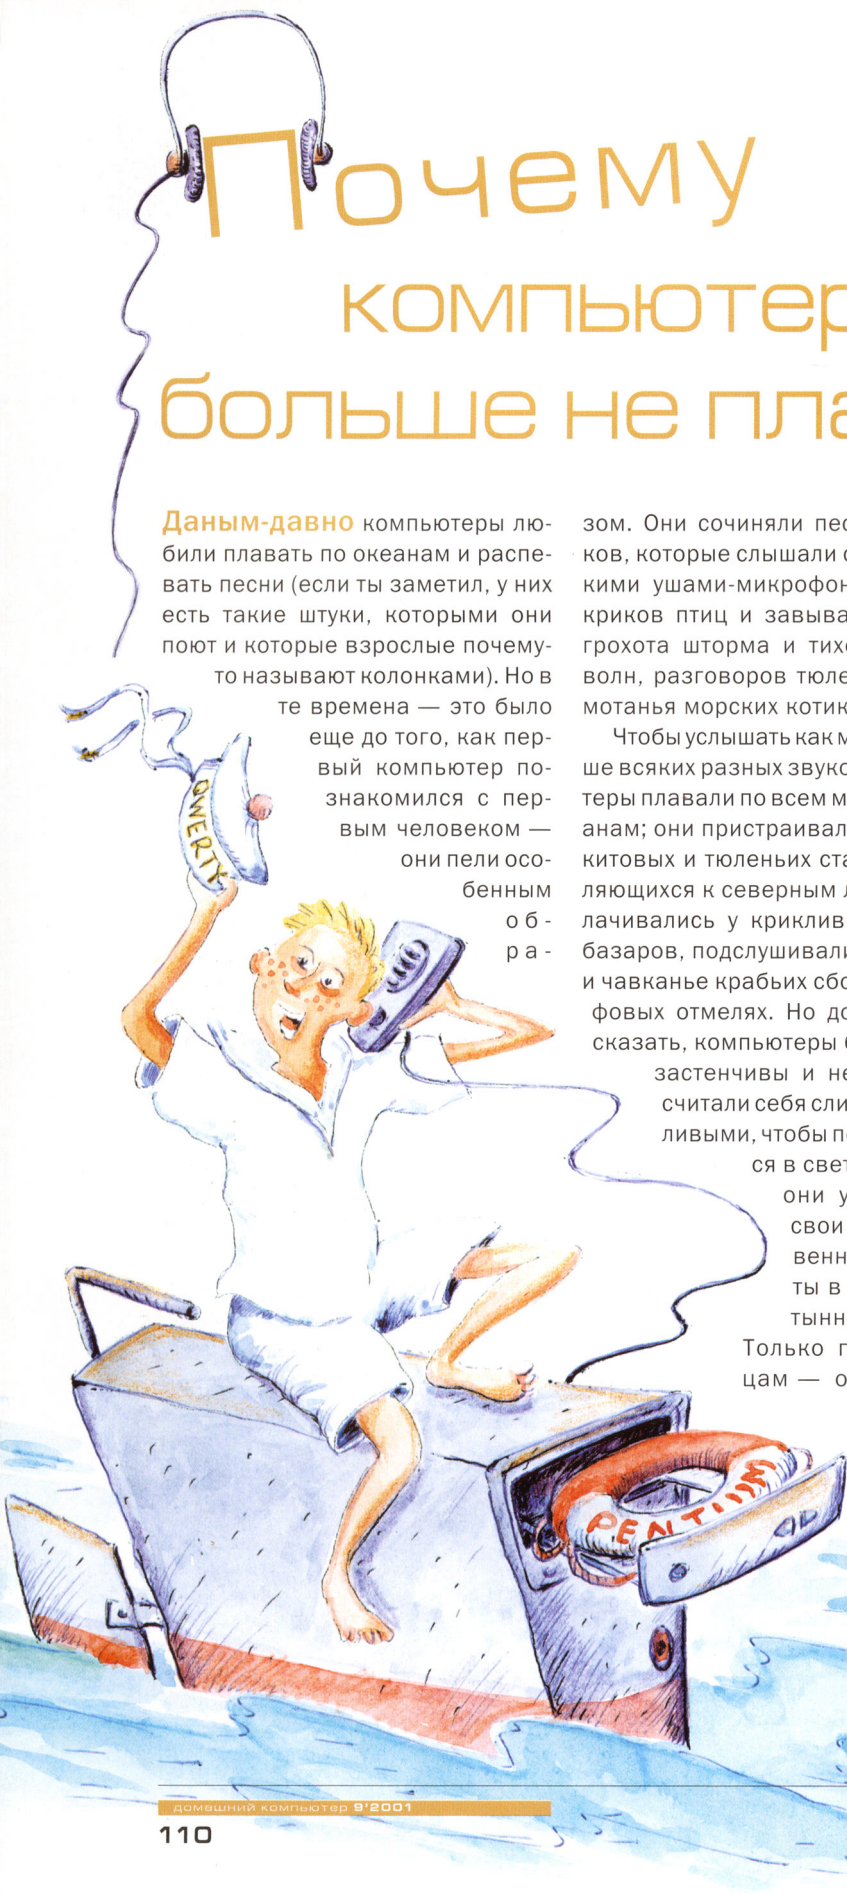 Почему
компьютер
больше не пла
Даным-давно компьютеры лю-
били плавать по океанам и распе-
вать песни (если ты заметил, у них
есть такие штуки, которыми они
поют и которые взрослые почему-
то называют колонками). Но в
те времена — это было
еще до того, как пер-
вый компьютер по-
знакомился с пер-
вым человеком —
они пели осо-
бенным
об-
ра-
зом. Они сочиняли пес
ков, которые слышали с
кими ушами-микрофон
криков птиц и завыва
грохота шторма и тихо
волн, разговоров тюле
мотанья морских котик
Чтобы услышать как м
ше всяких разных звуко
теры плавали по всем м
анам; они пристраивал
китовых и тюленьих ста
ляющихся к северным л
лачивались у криклив
базаров, подслушивали
и чавканье крабьих сбо
фовых отмелях. Но до
сказать, компьютеры б
застенчивы и не
считали себя сли
ливыми, чтобы по
ся в свет
они у
свои
венн
ты в
тынн
Только п
цам — о
QWERTY
PENTIUM
домашний компьютер 9'2001
110